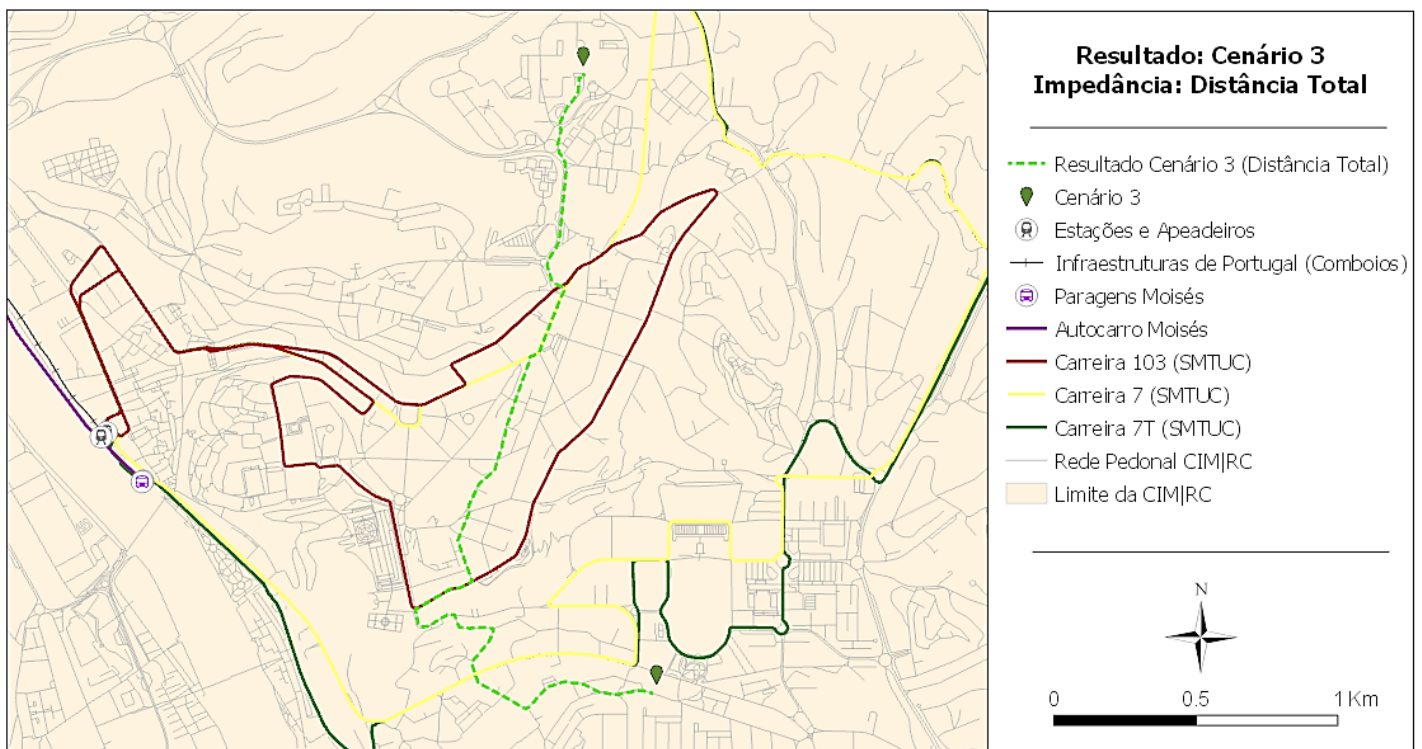 Resultado: Cenário 3
Impedância: Distância Total
Resultado Cenário 3 (Distância Total)
Cenário 3
Estações e Apeadeiros
Infraestruturas de Portugal (Comboios)
Paragens Moisés
Autocarro Moisés
Carreira 103 (SMTUC)
Carreira 7 (SMTUC)
Carreira 7T (SMTUC)
Rede Pedonal CIM|RC
Limite da CIM|RC
N
0 0.5 1 Km